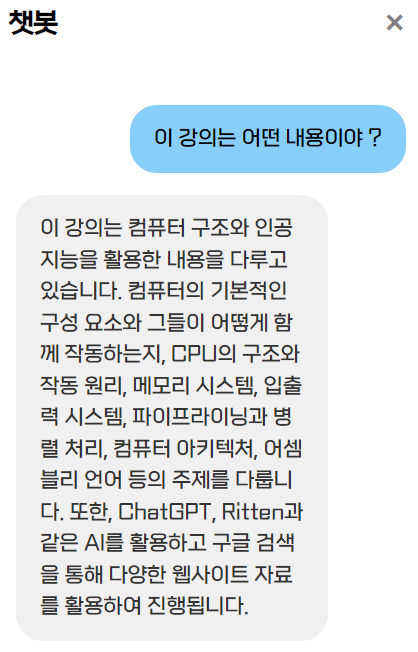 챗봇
×
이 강의는 어떤 내용이야 ?
이 강의는 컴퓨터 구조와 인공
지능을 활용한 내용을 다루고
있습니다. 컴퓨터의 기본적인
구성 요소와 그들이 어떻게 함
께 작동하는지, CPU의 구조와
작동 원리, 메모리 시스템, 입출
력 시스템, 파이프라이닝과 병
렬 처리, 컴퓨터 아키텍처, 어셈
블리 언어 등의 주제를 다룹니
다. 또한, ChatGPT, Ritten과
같은 AI를 활용하고 구글 검색
을 통해 다양한 웹사이트 자료
를 활용하여 진행됩니다.